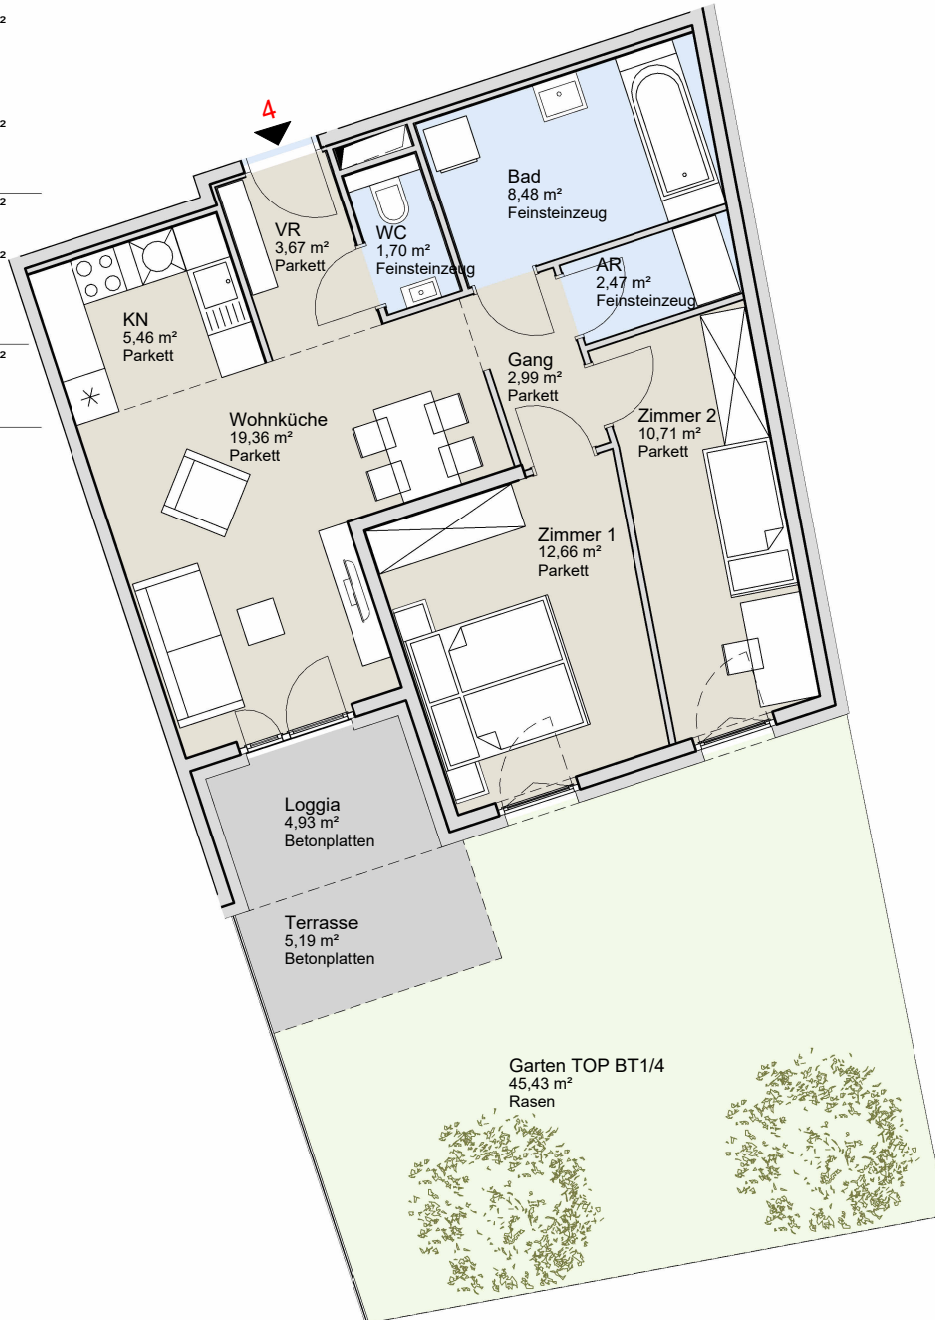 4
Bad
8,48 m²
Feinsteinzeug
VR
3,67 m²
Parkett
WC
1,70 m²
Feinsteinzeug
AR
2,47 m²
Feinsteinzeug
KN
5,46 m²
Parkett
Gang
2,99 m²
Parkett
Wohnküche
19,36 m²
Parkett
Zimmer 2
10,71 m²
Parkett
Zimmer 1
12,66 m²
Parkett
Loggia
4,93 m²
Betonplatten
Terrasse
5,19 m²
Betonplatten
Garten TOP BT1/4
45,43 m²
Rasen